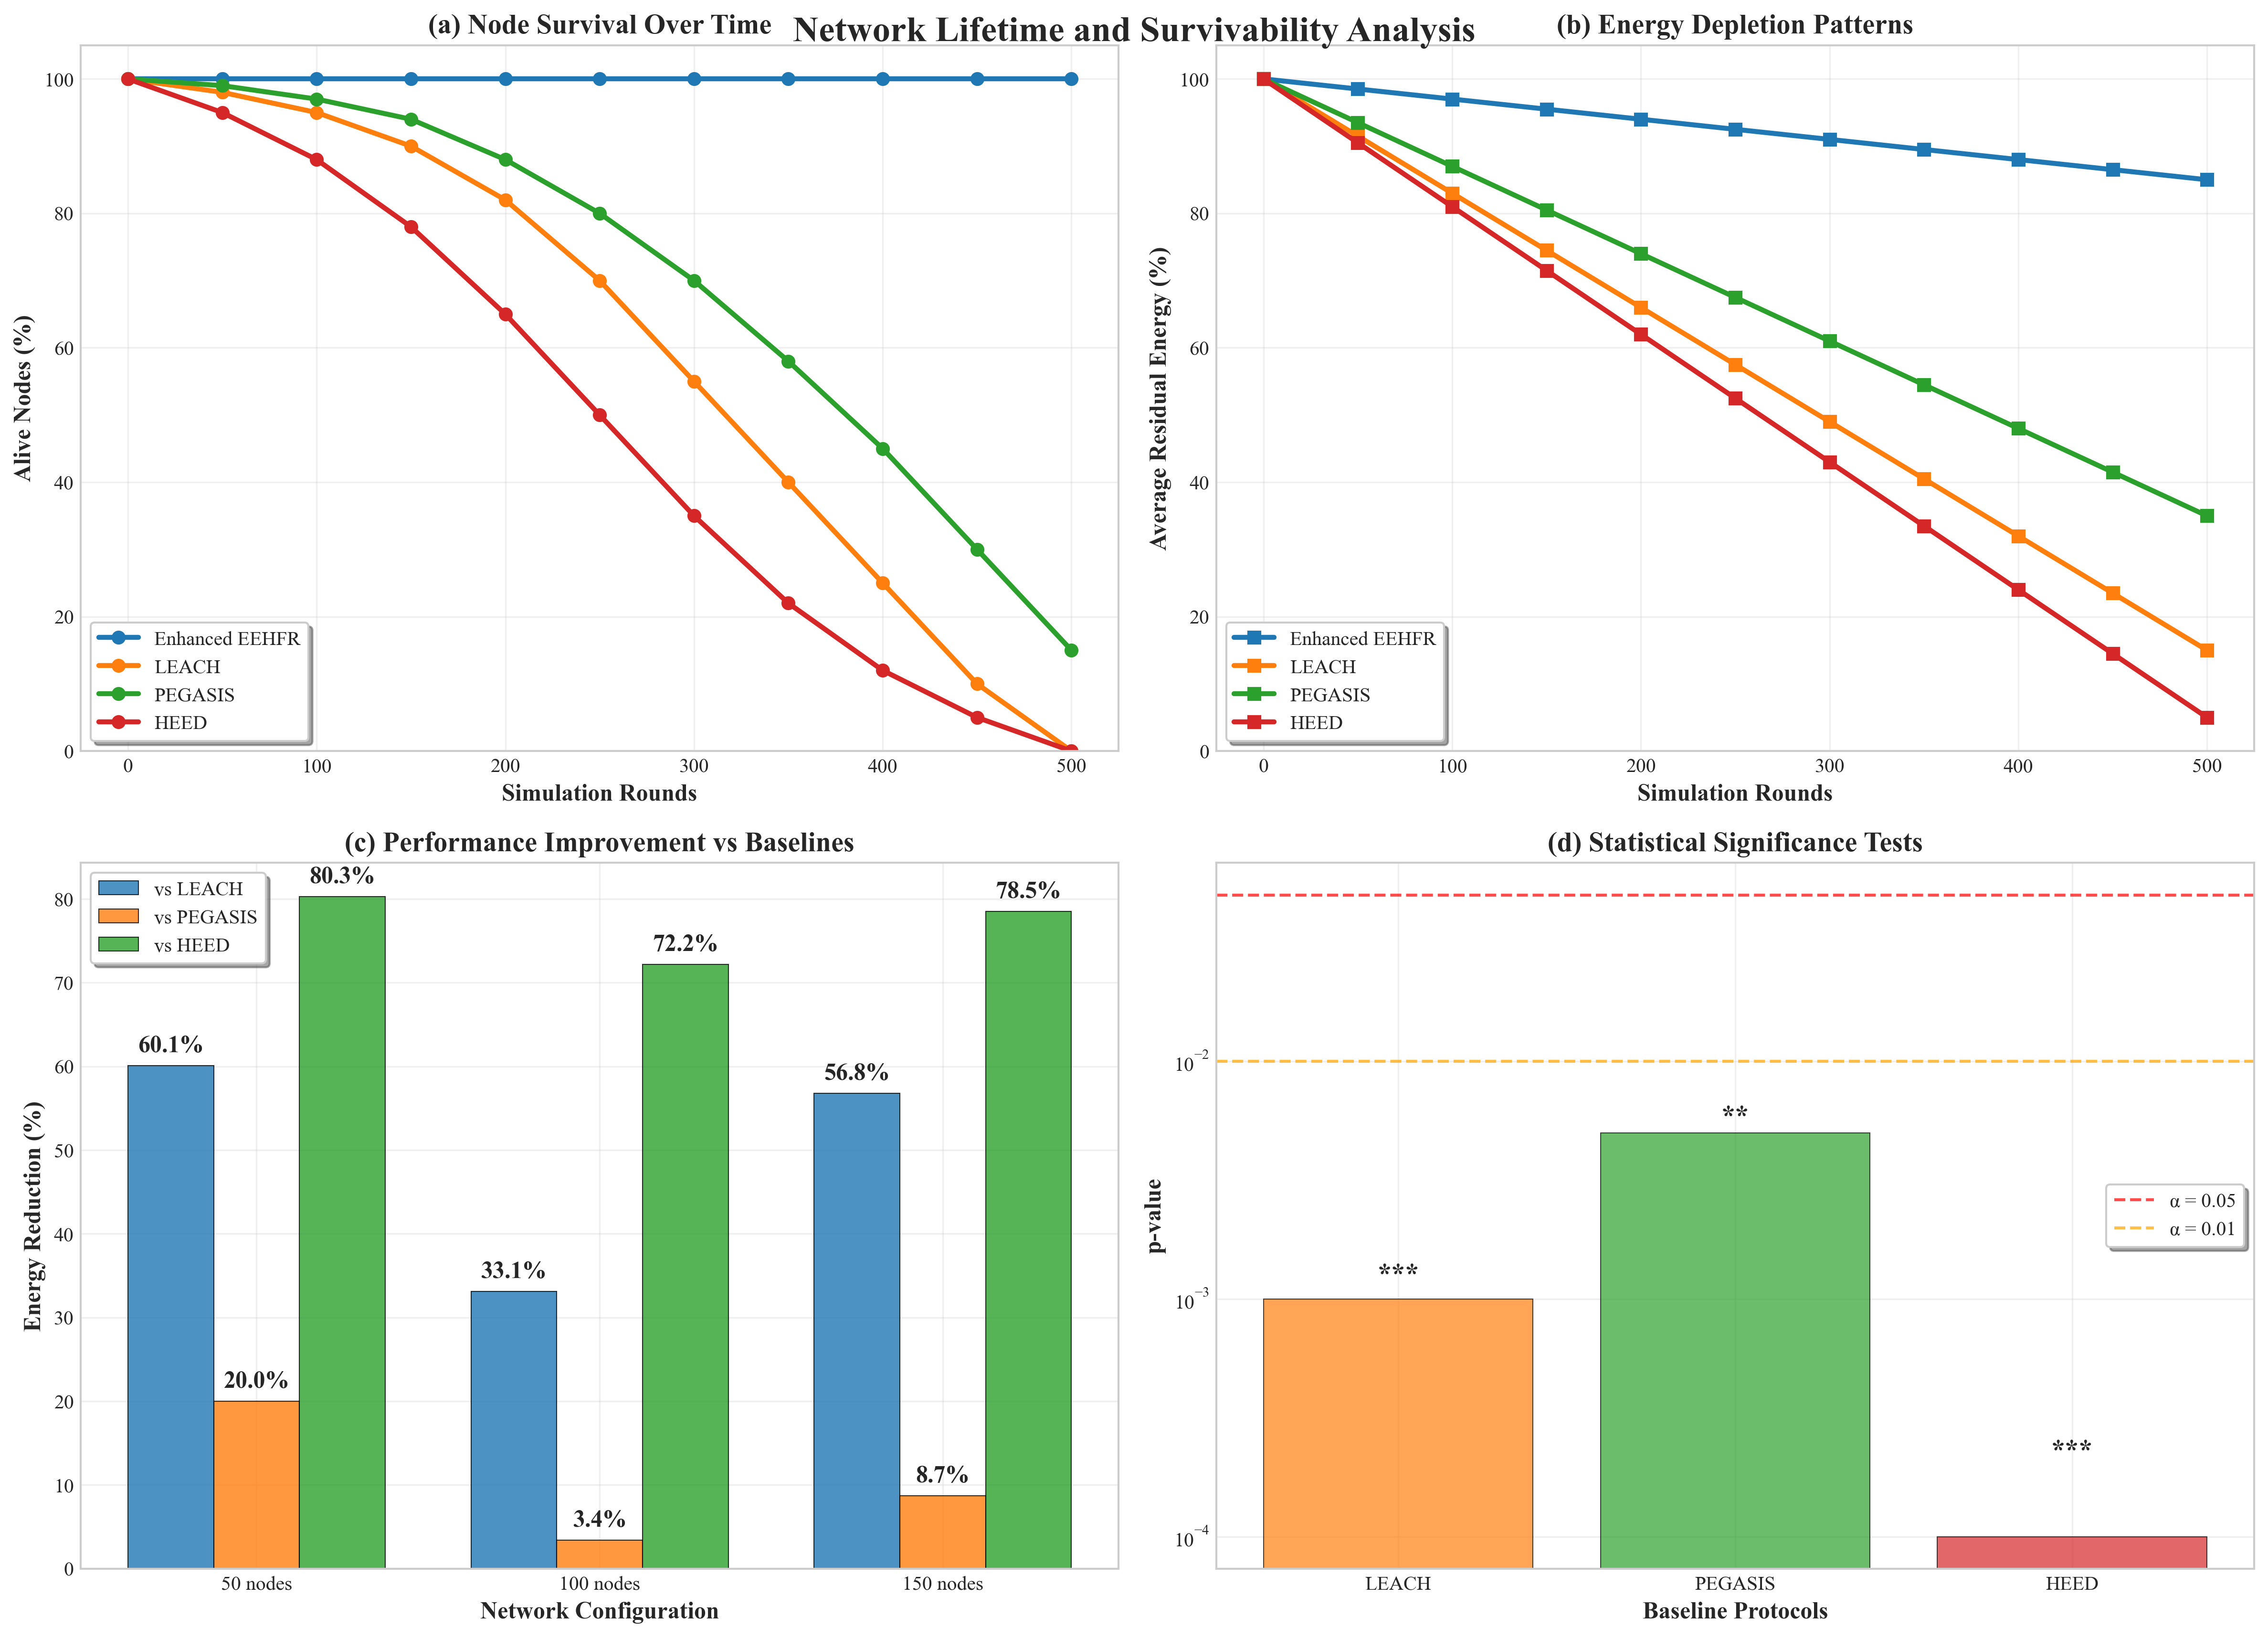 Network Lifetime and Survivability Analysis
(a) Node Survival Over Time
Alive Nodes (%)
100
80
60
40
20
0
Enhanced EEHFR
LEACH
PEGASIS
HEED
0 100 200 300 400 500
Simulation Rounds
(b) Energy Depletion Patterns
Average Residual Energy (%)
100
80
60
40
20
0
Enhanced EEHFR
LEACH
PEGASIS
HEED
0 100 200 300 400 500
Simulation Rounds
(c) Performance Improvement vs Baselines
Energy Reduction (%)
80
70
60
50
40
30
20
10
0
vs LEACH
vs PEGASIS
vs HEED
60.1%
20.0%
80.3%
33.1%
3.4%
72.2%
56.8%
8.7%
78.5%
50 nodes 100 nodes 150 nodes
Network Configuration
(d) Statistical Significance Tests
p-value
10⁻²
10⁻³
10⁻⁴
***
**
***
α = 0.05
α = 0.01
LEACH PEGASIS HEED
Baseline Protocols